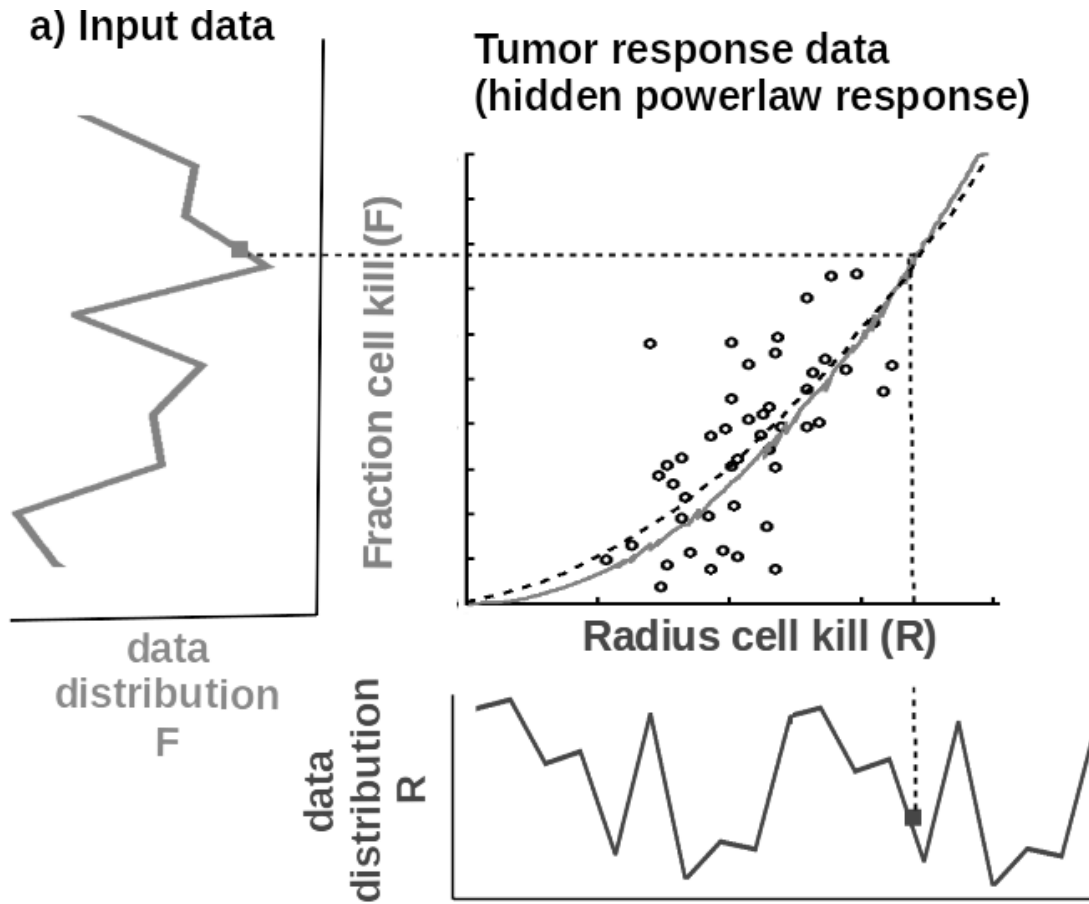 a) Input data
Tumor response data
(hidden powerlaw response)
Fraction cell kill (F)
Radius cell kill (R)
data
distribution
F
data
distribution
R